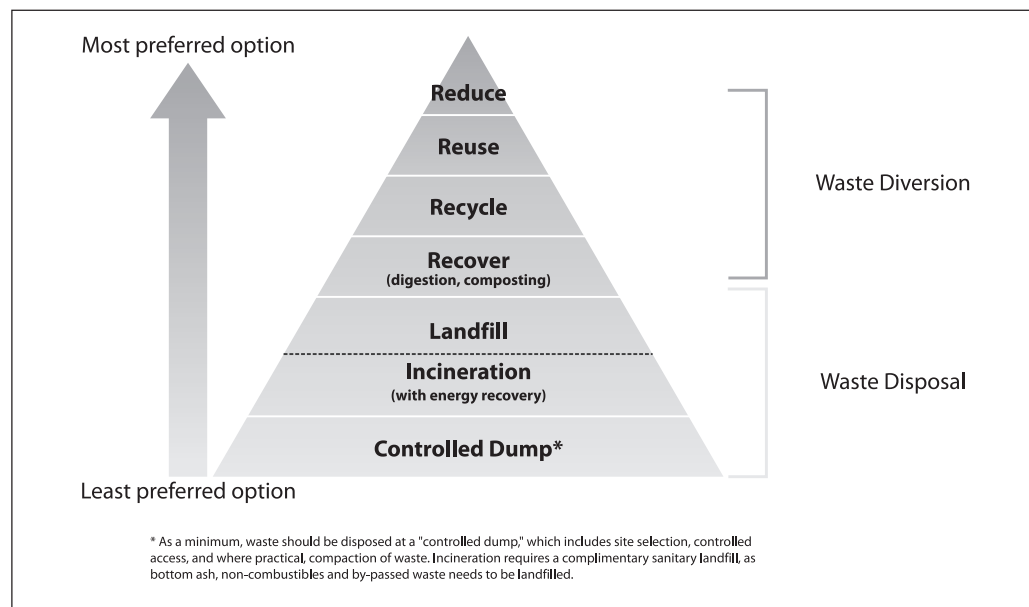 Most preferred option
Reduce
Reuse
Recycle
Recover
(digestion, composting)
Landfill
Incineration
(with energy recovery)
Controlled Dump*
Least preferred option
Waste Diversion
Waste Disposal
* As a minimum, waste should be disposed at a "controlled dump," which includes site selection, controlled
access, and where practical, compaction of waste. Incineration requires a complimentary sanitary landfill, as
bottom ash, non-combustibles and by-passed waste needs to be landfilled.